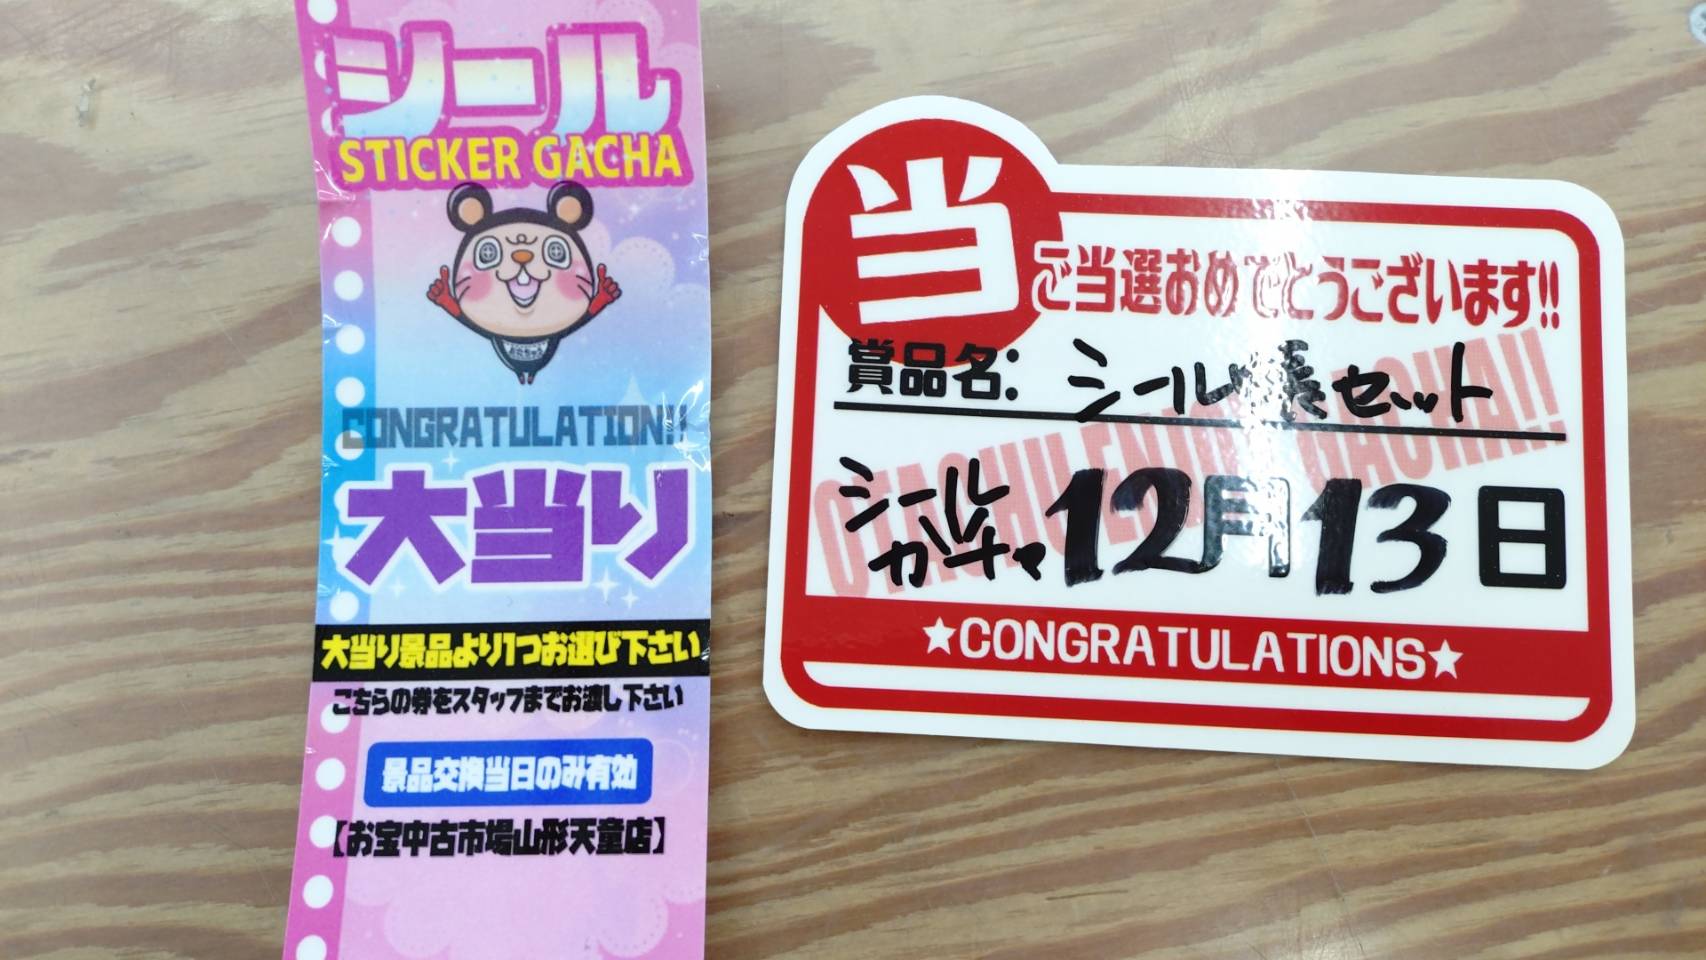 シール
STICKER GACHA
CONGRATULATION!!
大当り
大当り景品より1つお選び下さい
こちらの券をスタッフまでお渡し下さい
景品交換当日のみ有効
【お宝中古市場山形天童店】
当
ご当選おめでとうございます!!
賞品名: シール帳セット
シールガチャ 12月13日
★CONGRATULATIONS★